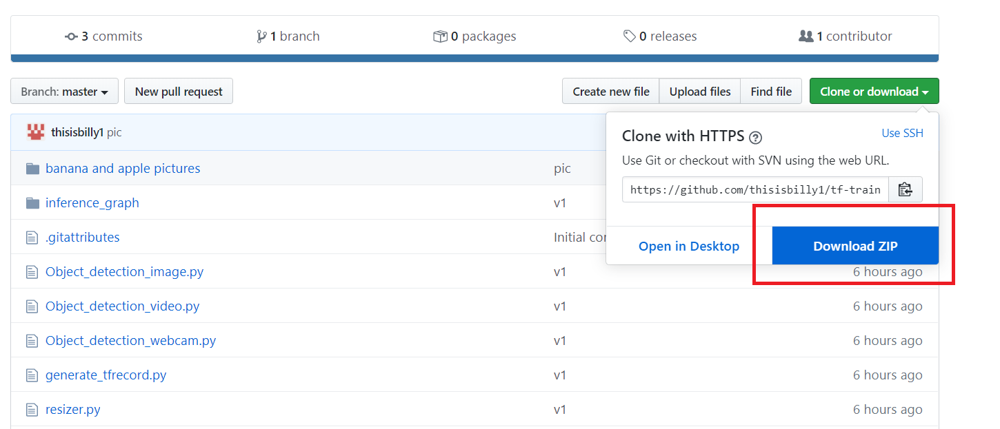 3 commits 1 branch 0 packages 0 releases 1 contributor
Branch: master New pull request Create new file Upload files Find file Clone or download
thisisbilly1 pic
Clone with HTTPS ? Use SSH
Use Git or checkout with SVN using the web URL.
https://github.com/thisisbilly1/tf-train
Open in Desktop Download ZIP
banana and apple pictures pic
inference_graph v1
.gitattributes Initial con
Object_detection_image.py v1 6 hours ago
Object_detection_video.py v1 6 hours ago
Object_detection_webcam.py v1 6 hours ago
generate_tfrecord.py v1 6 hours ago
resizer.py v1 6 hours ago